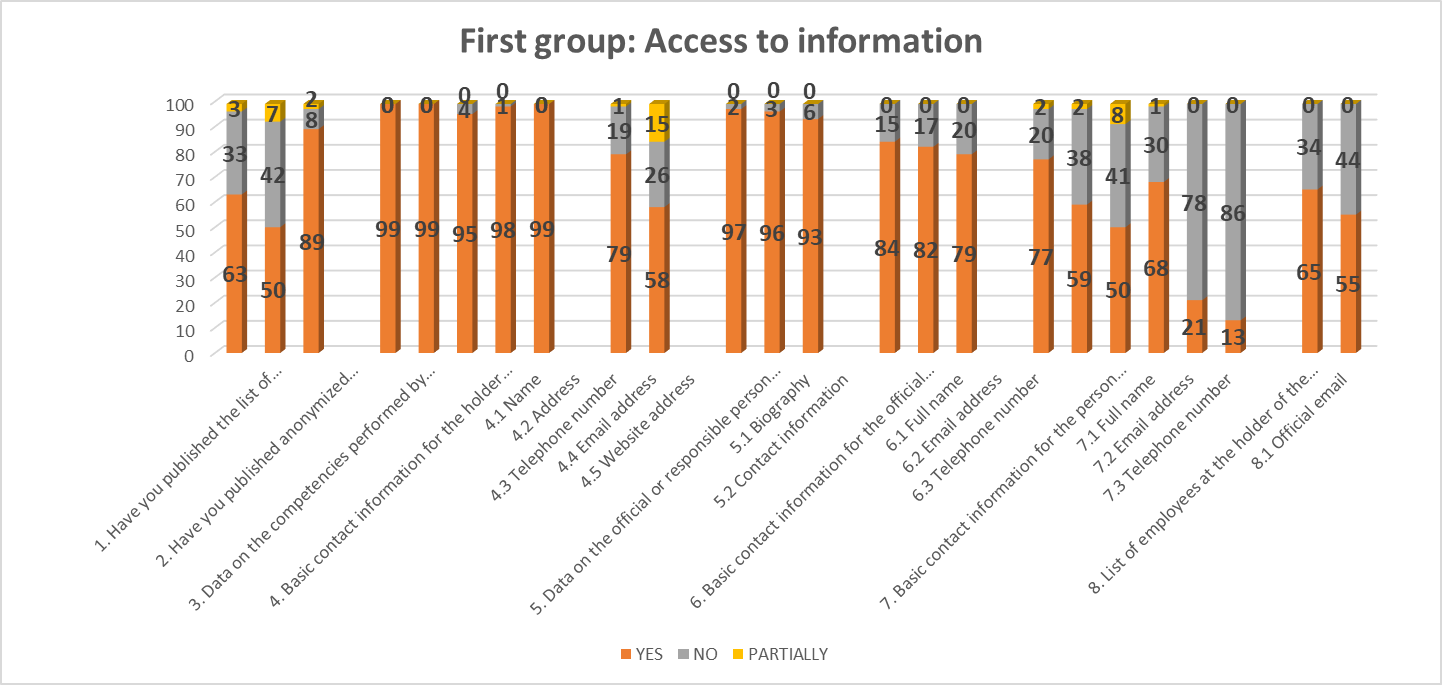 First group: Access to information
100
90
80
70
60
50
40
30
20
10
0
3 7 2 0 0 0 0 0 1 15 0 0 0 0 0 0 2 2 8 1 0 0 0 0
33 42 8 4 1 19 26 2 3 6 15 17 20 20 38 41 30 78 86 34 44
63 50 89 99 99 95 98 99 79 58 97 96 93 84 82 79 77 59 50 68 21 13 65 55
1. Have you published the list of...
2. Have you published anonymized...
3. Data on the competencies performed by...
4. Basic contact information for the holder...
4.1 Name
4.2 Address
4.3 Telephone number
4.4 Email address
4.5 Website address
5. Data on the official or responsible person...
5.1 Biography
5.2 Contact information
6. Basic contact information for the official...
6.1 Full name
6.2 Email address
6.3 Telephone number
7. Basic contact information for the person...
7.1 Full name
7.2 Email address
7.3 Telephone number
8. List of employees at the holder of the...
8.1 Official email
YES NO PARTIALLY